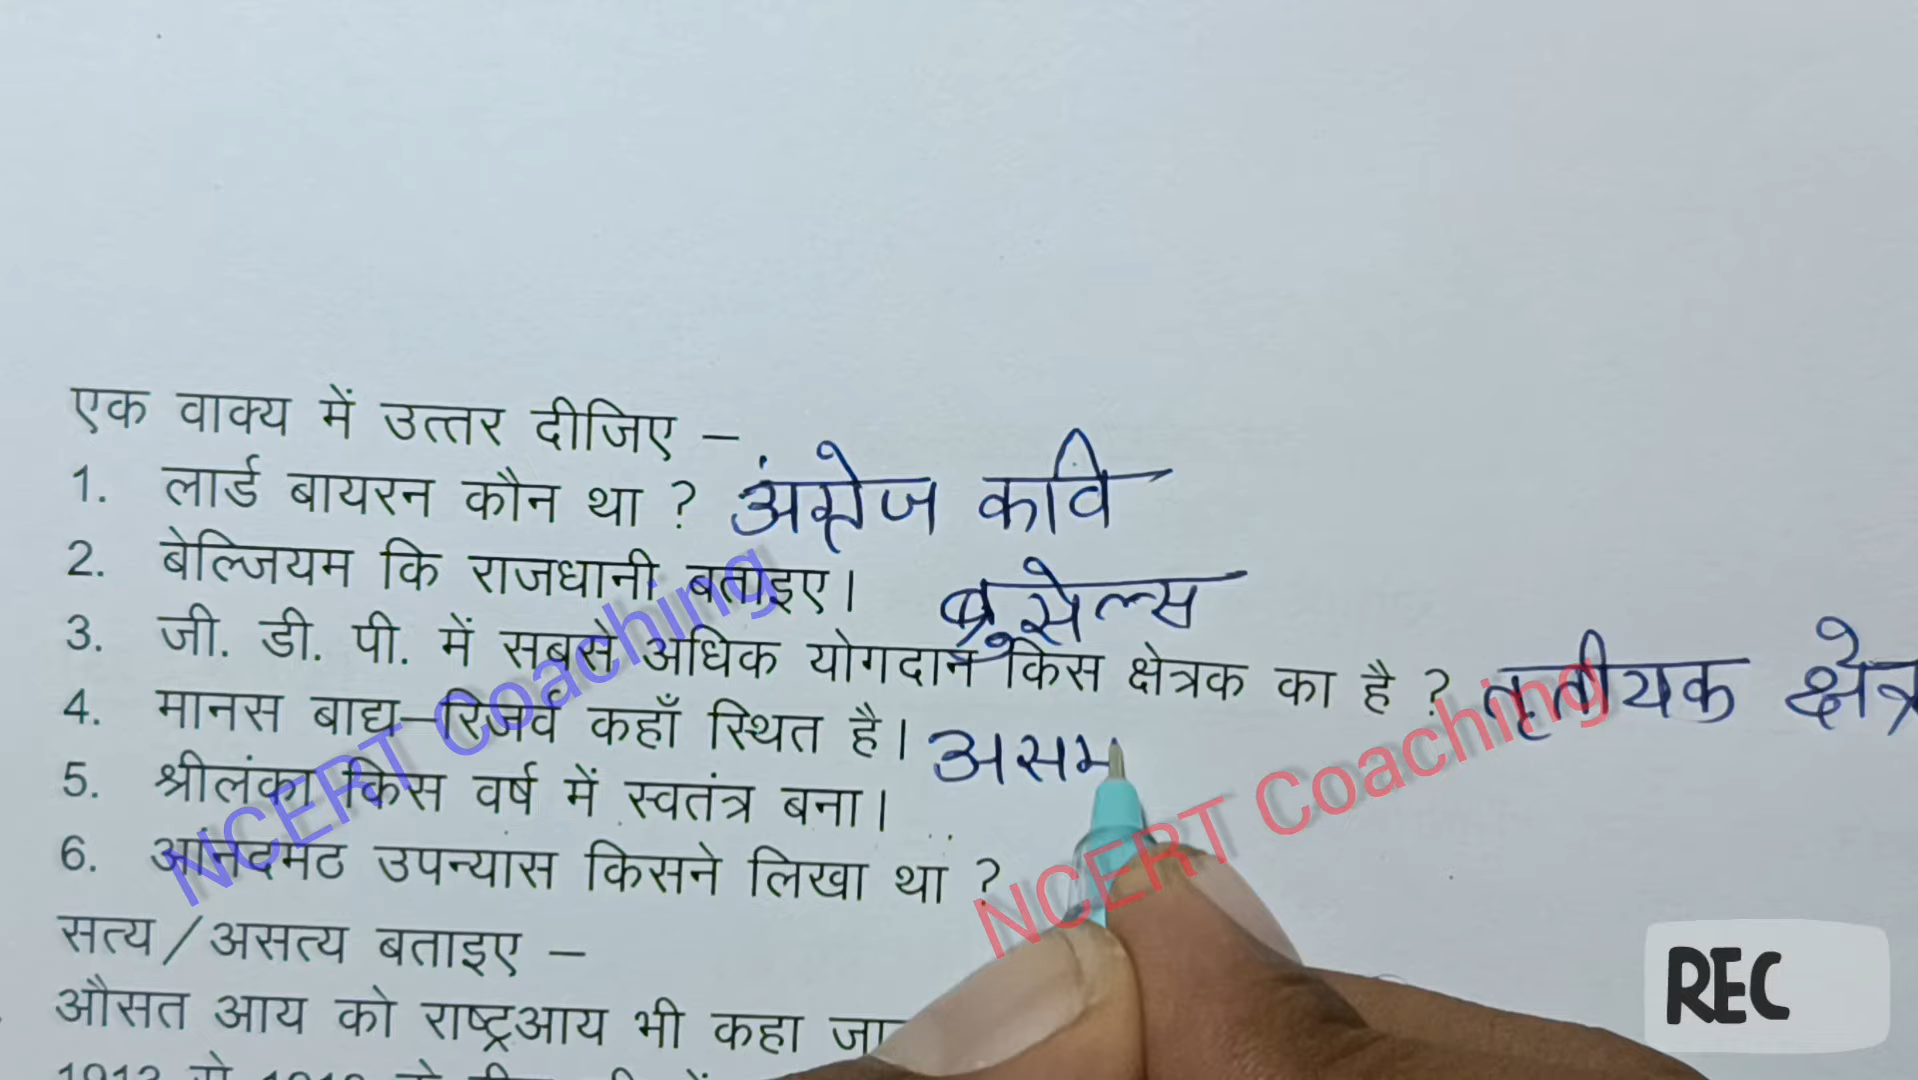 एक वाक्य में उत्तर दीजिए –
1. लार्ड बायरन कौन था ? अंग्रेज कवि
2. बेल्जियम कि राजधानी बताइए। ब्रूसेल्स
3. जी. डी. पी. में सबसे अधिक योगदान किस क्षेत्रक का है ? तृतीयक क्षेत्र
4. मानस बाद्य–रिजर्व कहाँ स्थित है। असम
5. श्रीलंका किस वर्ष में स्वतंत्र बना।
6. आनंदमठ उपन्यास किसने लिखा था ?
सत्य/असत्य बताइए –
औसत आय को राष्ट्रआय भी कहा जा
NCERT Coaching
NCERT Coaching
REC